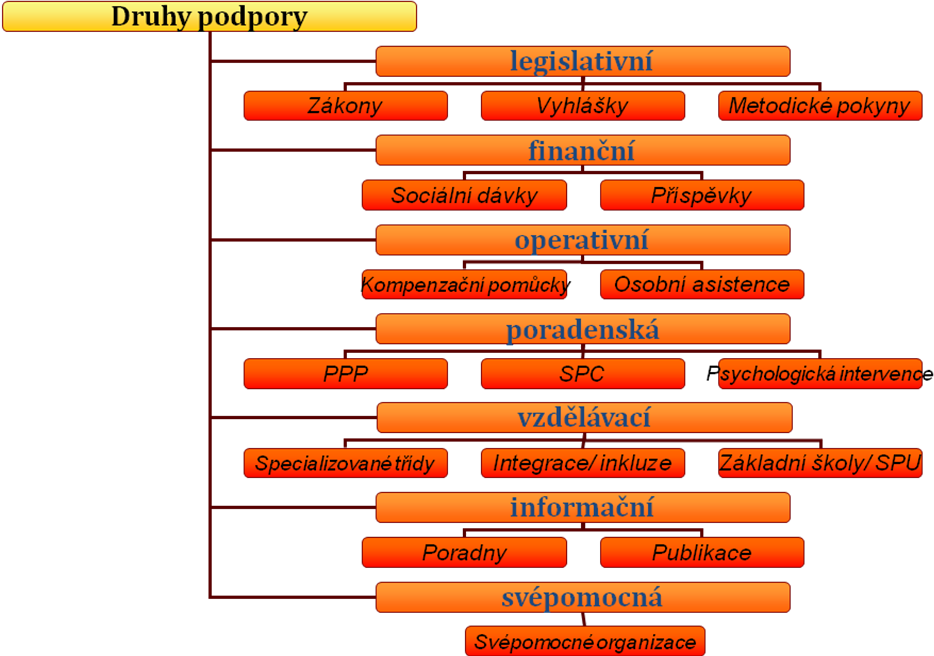 Druhy podpory
legislativní
Zákony
Vyhlášky
Metodické pokyny
finanční
Sociální dávky
Příspěvky
operativní
Kompenzační pomůcky
Osobní asistence
poradenská
PPP
SPC
Psychologická intervence
vzdělávací
Specializované třídy
Integrace/ inkluze
Základní školy/ SPU
informační
Poradny
Publikace
svépomocná
Svépomocné organizace